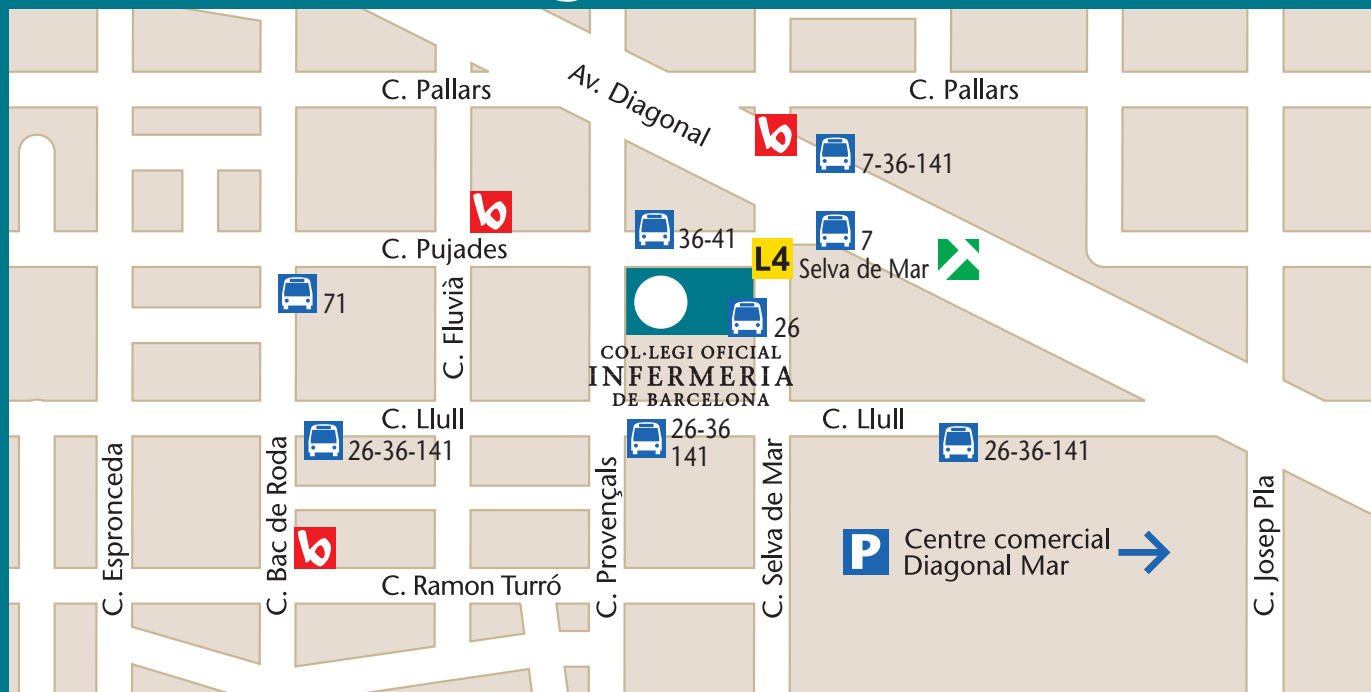 C. Pallars
Av. Diagonal
C. Pallars
b
7-36-141
b
36-41
7
C. Pujades
L4
Selva de Mar
71
C. Fluvià
26
COL·LEGI OFICIAL
INFERMERIA
DE BARCELONA
C. Llull
C. Llull
26-36-141
26-36
141
26-36-141
C. Espronceda
C. Bac de Roda
C. Provençals
C. Selva de Mar
C. Josep Pla
b
P
Centre comercial
Diagonal Mar
C. Ramon Turró